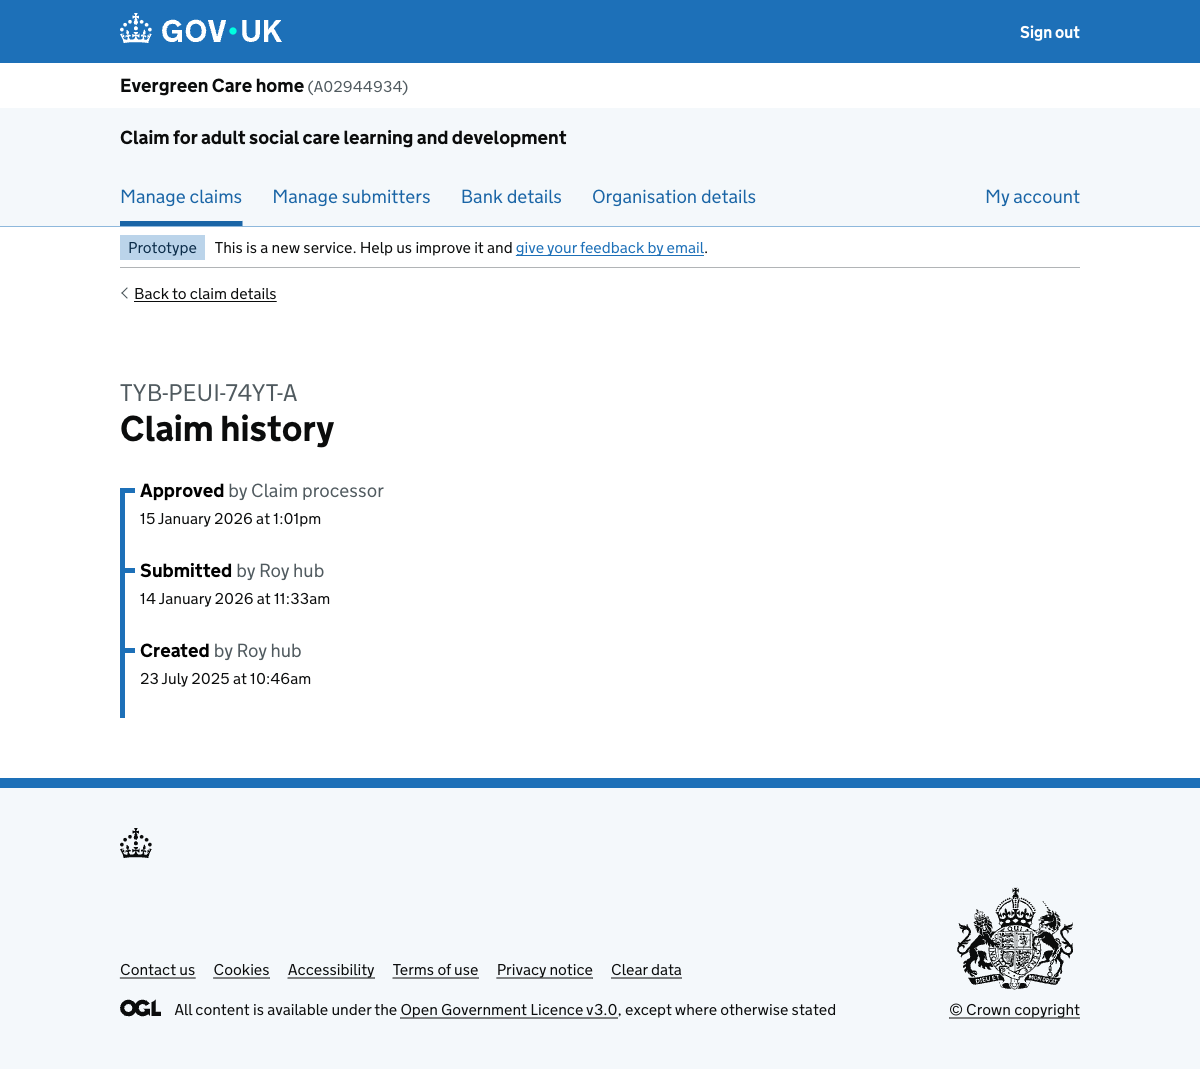 GOV·UK
Sign out
Evergreen Care home (A02944934)
Claim for adult social care learning and development
Manage claims Manage submitters Bank details Organisation details My account
Prototype This is a new service. Help us improve it and give your feedback by email.
Back to claim details
TYB-PEUI-74YT-A
Claim history
Approved by Claim processor
15 January 2026 at 1:01pm
Submitted by Roy hub
14 January 2026 at 11:33am
Created by Roy hub
23 July 2025 at 10:46am
Contact us Cookies Accessibility Terms of use Privacy notice Clear data
OGL All content is available under the Open Government Licence v3.0, except where otherwise stated
© Crown copyright